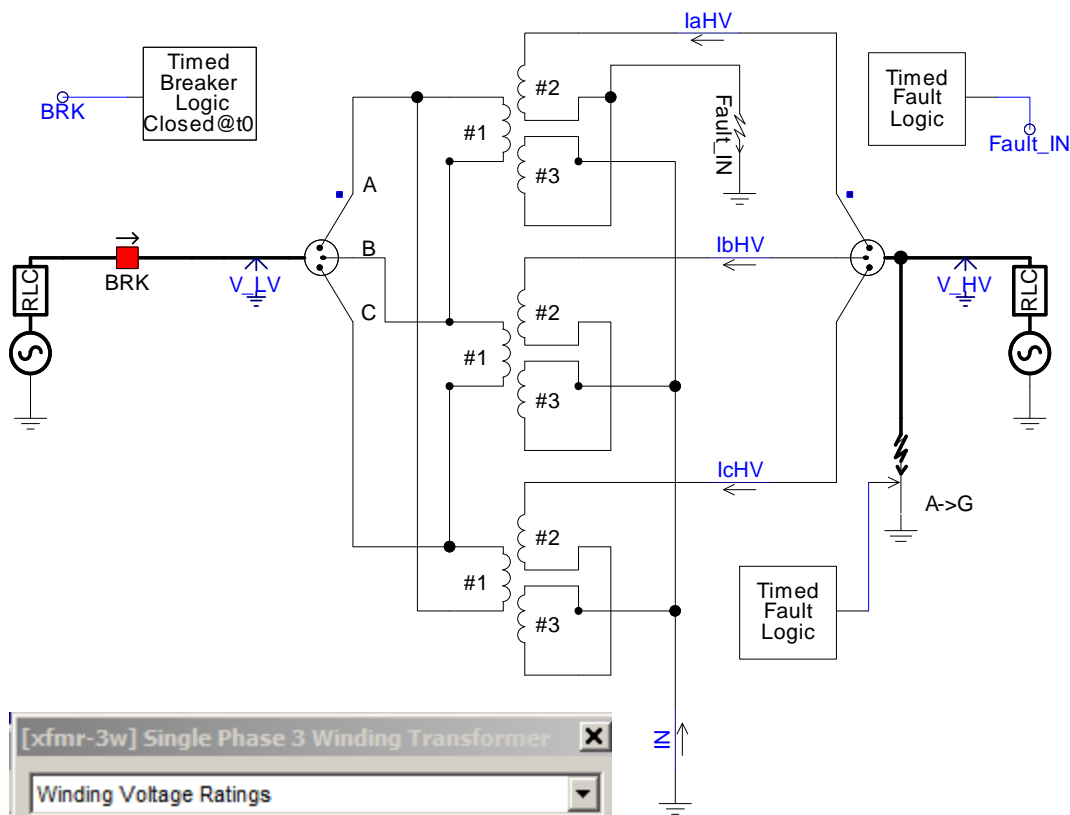 IaHV
Timed
Breaker
Logic
Closed@t0
BRK
#2
#1
#3
Fault_IN
Timed
Fault
Logic
Fault_IN
A
B
C
RLC
BRK
V_LV
IbHV
V_HV
RLC
#2
#1
#3
IcHV
A->G
#2
#1
#3
Timed
Fault
Logic
IN
[xfmr-3w] Single Phase 3 Winding Transformer
Winding Voltage Ratings